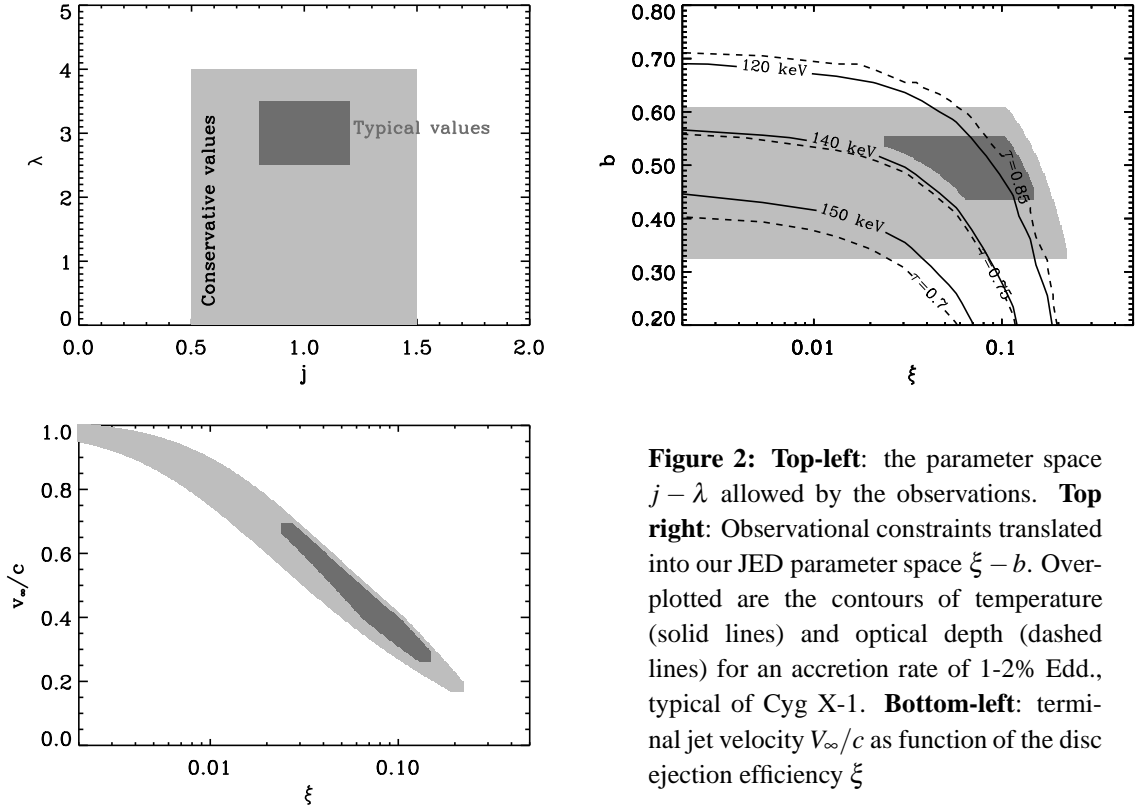 5
4
3
2
1
0
λ
Conservative values
Typical values
0.0
0.5
1.0
1.5
2.0
j
0.80
0.70
0.60
0.50
0.40
0.30
0.20
b
120 keV
140 keV
150 keV
τ=0.85
τ=0.75
τ=0.7
0.01
0.1
ξ
1.0
0.8
0.6
0.4
0.2
0.0
v∞/c
0.01
0.10
ξ
Figure 2: Top-left: the parameter space
j − λ allowed by the observations. Top
right: Observational constraints translated
into our JED parameter space ξ − b. Over-
plotted are the contours of temperature
(solid lines) and optical depth (dashed
lines) for an accretion rate of 1-2% Edd.,
typical of Cyg X-1. Bottom-left: termi-
nal jet velocity V∞/c as function of the disc
ejection efficiency ξ